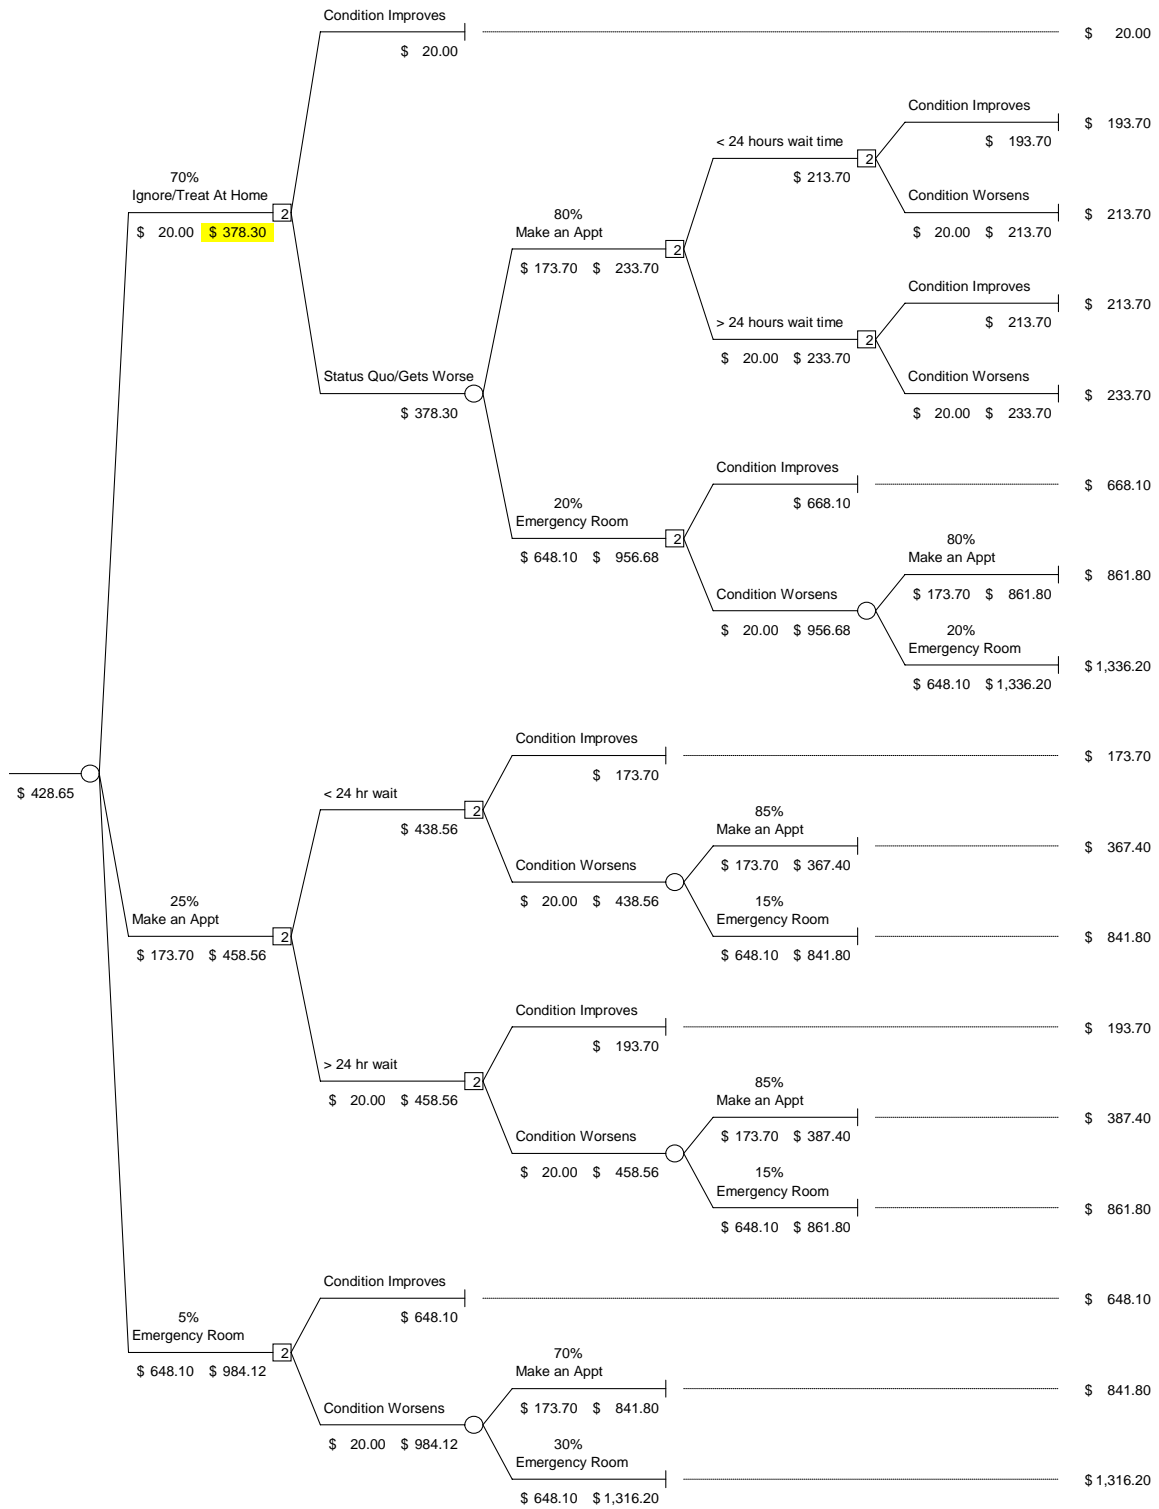 Condition Improves
$ 20.00 $ 20.00
Condition Improves
$ 193.70 $ 193.70
< 24 hours wait time
2
$ 213.70
70%
Ignore/Treat At Home
2
$ 20.00 $ 378.30
Condition Worsens
$ 20.00 $ 213.70 $ 213.70
80%
Make an Appt
2
$ 173.70 $ 233.70
Condition Improves
$ 213.70 $ 213.70
> 24 hours wait time
2
$ 20.00 $ 233.70
Condition Worsens
$ 20.00 $ 233.70 $ 233.70
Status Quo/Gets Worse
$ 378.30
Condition Improves
$ 668.10 $ 668.10
20%
Emergency Room
2
$ 648.10 $ 956.68
80%
Make an Appt
$ 173.70 $ 861.80 $ 861.80
Condition Worsens
$ 20.00 $ 956.68
20%
Emergency Room
$ 648.10 $ 1,336.20 $ 1,336.20
$ 428.65
Condition Improves
$ 173.70 $ 173.70
< 24 hr wait
2
$ 438.56
85%
Make an Appt
$ 173.70 $ 367.40 $ 367.40
Condition Worsens
$ 20.00 $ 438.56
15%
Emergency Room
$ 648.10 $ 841.80 $ 841.80
25%
Make an Appt
2
$ 173.70 $ 458.56
Condition Improves
$ 193.70 $ 193.70
> 24 hr wait
2
$ 20.00 $ 458.56
85%
Make an Appt
$ 173.70 $ 387.40 $ 387.40
Condition Worsens
$ 20.00 $ 458.56
15%
Emergency Room
$ 648.10 $ 861.80 $ 861.80
Condition Improves
$ 648.10 $ 648.10
5%
Emergency Room
2
$ 648.10 $ 984.12
70%
Make an Appt
$ 173.70 $ 841.80 $ 841.80
Condition Worsens
$ 20.00 $ 984.12
30%
Emergency Room
$ 648.10 $ 1,316.20 $ 1,316.20